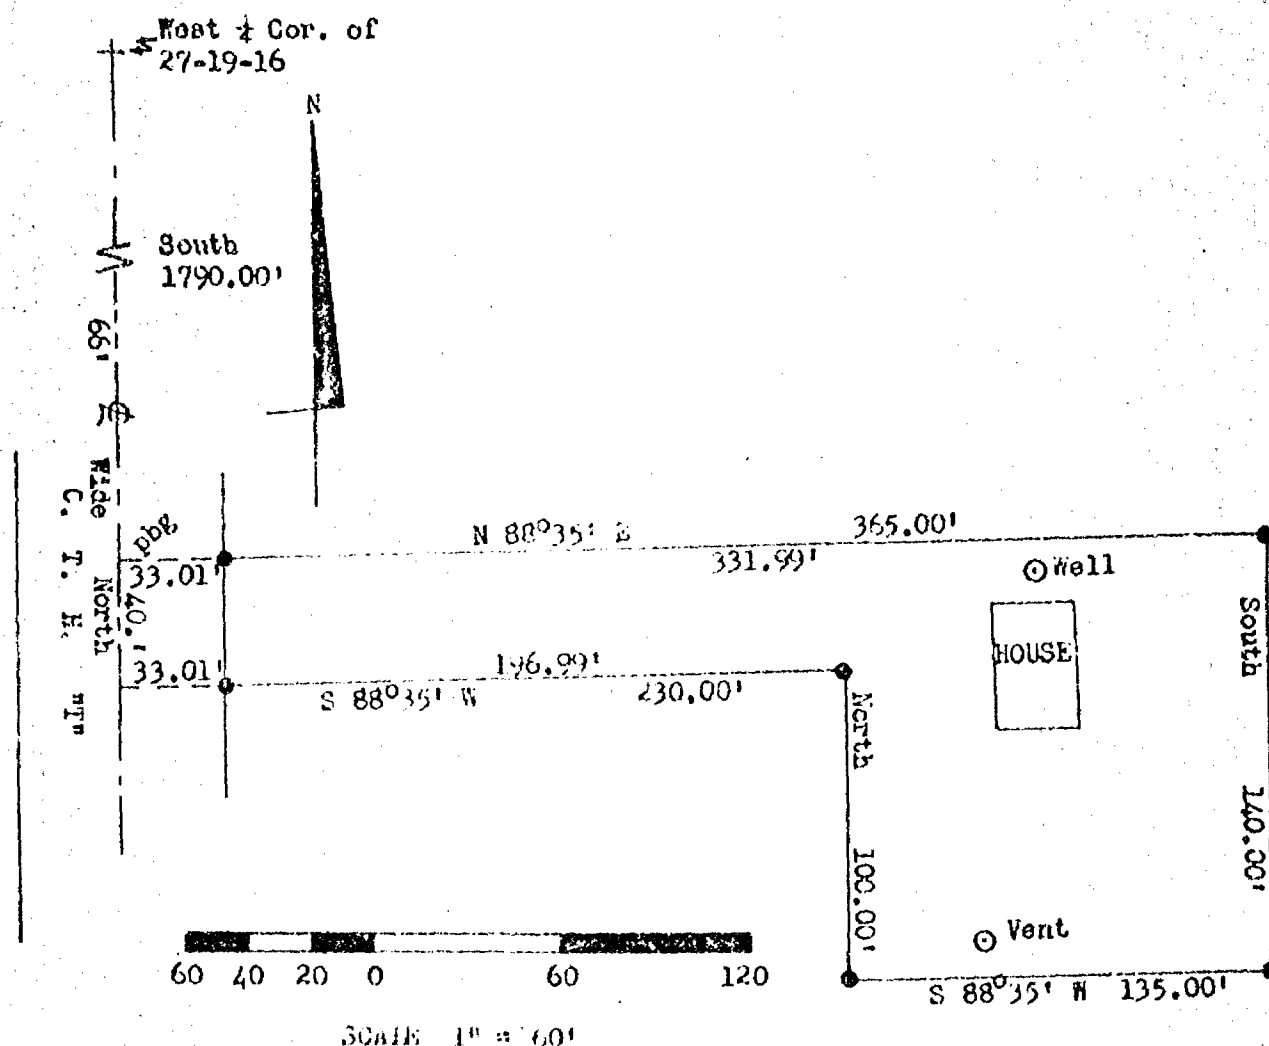 West ¼ Cor. of
27-19-16
N
South
1790.00'
66'
Wide
C. T. H. "T"
North
40.'
pbg
33.01'
N 88°35' E
365.00'
331.99'
Well
HOUSE
South
140.00'
33.01'
196.99'
S 88°35' W
230.00'
North
100.00'
Vent
S 88°35' W 135.00'
60 40 20 0 60 120
SCALE 1" = 60'